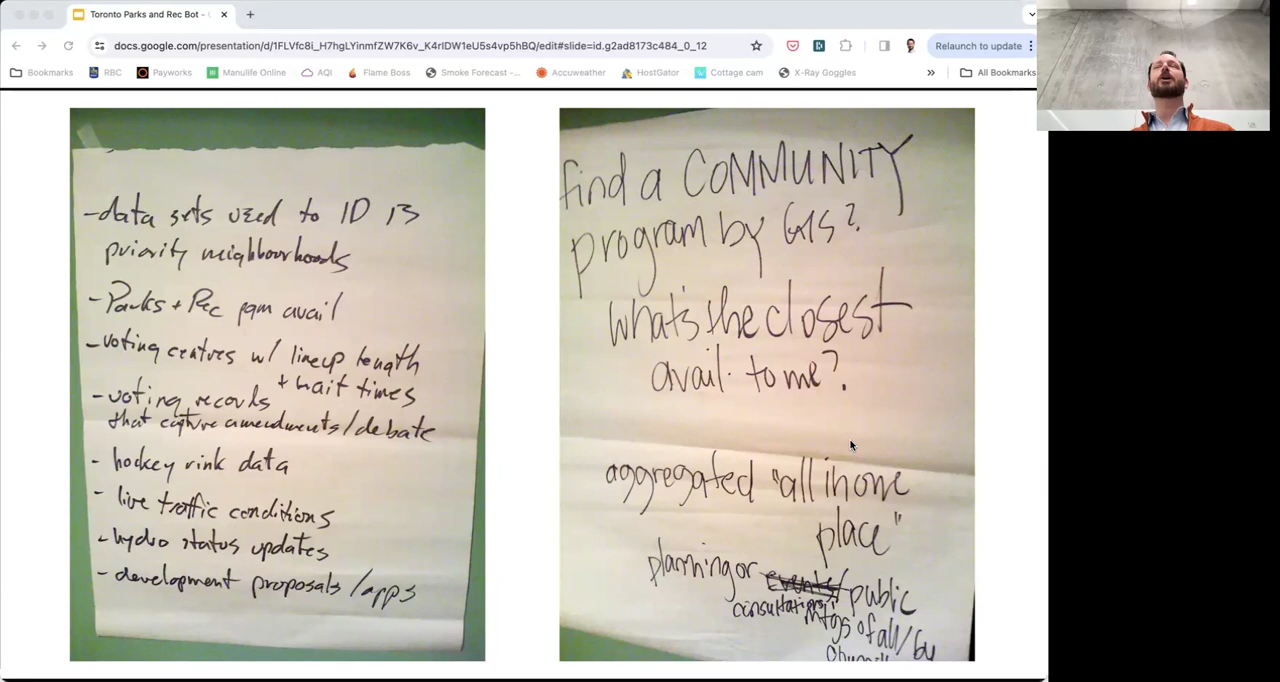 Toronto Parks and Rec Bot -
docs.google.com/presentation/d/1FLVfc8i_H7hgLYinmfZW7K6v_K4rIDW1eU5s4vp5hBQ/edit#slide=id.g2ad8173c484_0_12
Relaunch to update
Bookmarks RBC Payworks Manulife Online AQI Flame Boss Smoke Forecast -... Accuweather HostGator Cottage cam X-Ray Goggles » All Bookmarks
- data sets used to ID 13
priority neighbourhoods
- Parks + Rec pgm avail
- voting centres w/ lineup length
+ wait times
- voting records
that capture amendments/debate
- hockey rink data
- live traffic conditions
- hydro status updates
- development proposals/apps
find a COMMUNITY
program by GIS?
what's the closest
avail. to me?
aggregated "all in one
place"
planning or events/public
consultations
mtgs of all/by